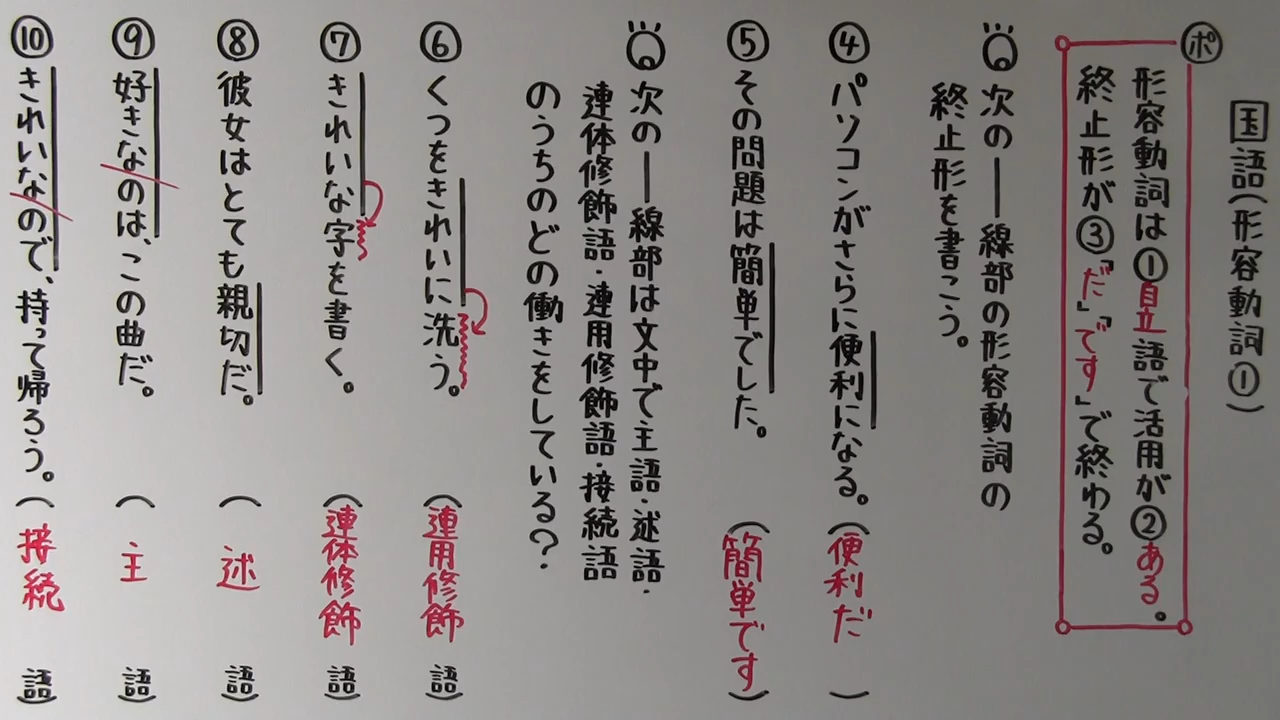 国語(形容動詞①)
ポ
形容動詞は①自立語で活用が②ある。
終止形が③「だ」「です」で終わる。
Q次の―線部の形容動詞の
終止形を書こう。
④パソコンがさらに便利になる。(便利だ)
⑤その問題は簡単でした。(簡単です)
Q次の―線部は文中で主語・述語・
連体修飾語・連用修飾語・接続語
のうちのどの働きをしている?
⑥くつをきれいに洗う。(連用修飾語)
⑦きれいな字を書く。(連体修飾語)
⑧彼女はとても親切だ。(述語)
⑨好きなのは、この曲だ。(主語)
⑩きれいなので、持って帰ろう。(接続語)